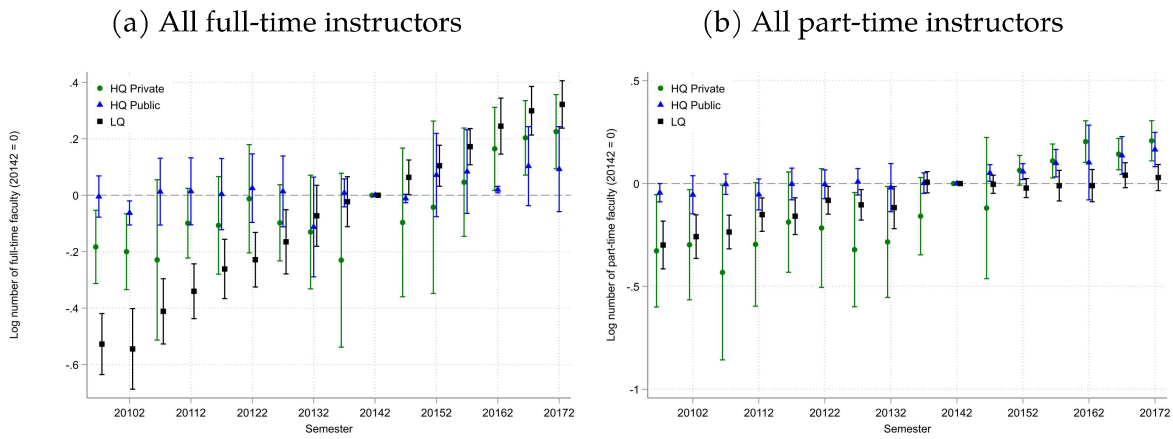 (a) All full-time instructors
HQ Private
HQ Public
LQ
.4
.2
0
-.2
-.4
-.6
Log number of full-time faculty (20142 = 0)
20102 20112 20122 20132 20142 20152 20162 20172
Semester
(b) All part-time instructors
HQ Private
HQ Public
LQ
.5
0
-.5
-1
Log number of part-time faculty (20142 = 0)
20102 20112 20122 20132 20142 20152 20162 20172
Semester